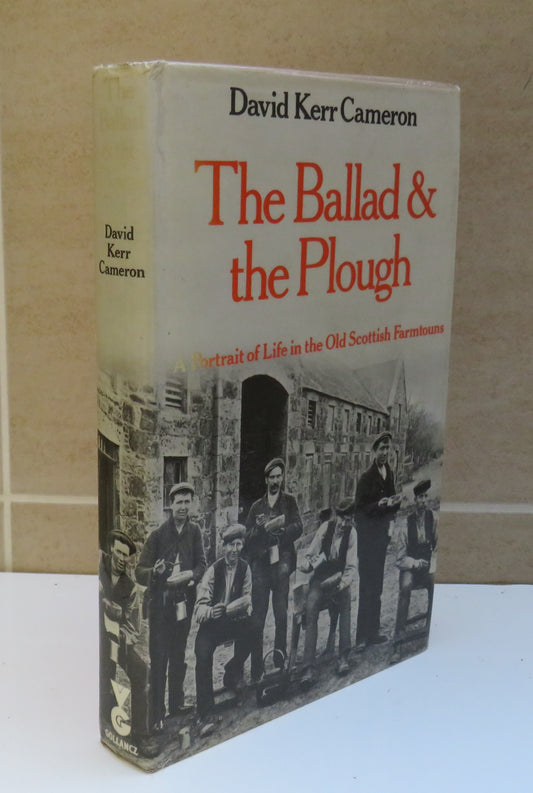 David Kerr Cameron
The Ballad &
the Plough
A Portrait of Life in the Old Scottish Farmtouns
David
Kerr
Cameron
VG
GOLLANCZ